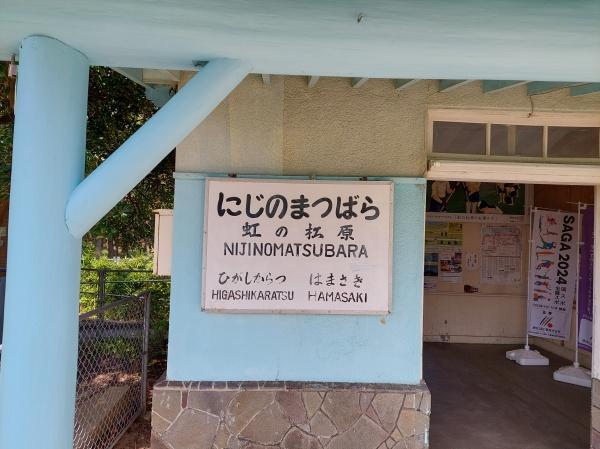 にじのまつばら
虹の松原
NIJINOMATSUBARA
ひがしからつ はまさき
HIGASHIKARATSU HAMASAKI
SAGA 2024